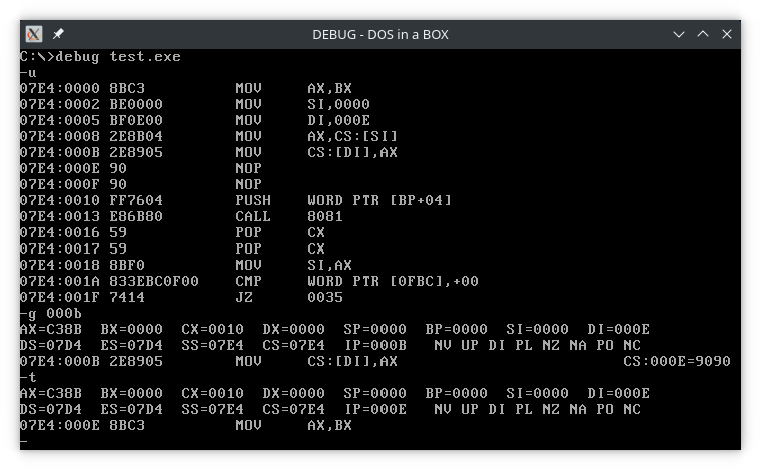 DEBUG - DOS in a BOX
C:\>debug test.exe
-u
07E4:0000 8BC3          MOV     AX,BX
07E4:0002 BE0000        MOV     SI,0000
07E4:0005 BF0E00        MOV     DI,000E
07E4:0008 2E8B04        MOV     AX,CS:[SI]
07E4:000B 2E8905        MOV     CS:[DI],AX
07E4:000E 90            NOP
07E4:000F 90            NOP
07E4:0010 FF7604        PUSH    WORD PTR [BP+04]
07E4:0013 E86B80        CALL    8081
07E4:0016 59            POP     CX
07E4:0017 59            POP     CX
07E4:0018 8BF0          MOV     SI,AX
07E4:001A 833EBC0F00    CMP     WORD PTR [0FBC],+00
07E4:001F 7414          JZ      0035
-g 000b
AX=C38B  BX=0000  CX=0010  DX=0000  SP=0000  BP=0000  SI=0000  DI=000E
DS=07D4  ES=07D4  SS=07E4  CS=07E4  IP=000B   NV UP DI PL NZ NA PO NC
07E4:000B 2E8905        MOV     CS:[DI],AX                         CS:000E=9090
-t
AX=C38B  BX=0000  CX=0010  DX=0000  SP=0000  BP=0000  SI=0000  DI=000E
DS=07D4  ES=07D4  SS=07E4  CS=07E4  IP=000E   NV UP DI PL NZ NA PO NC
07E4:000E 8BC3          MOV     AX,BX
-